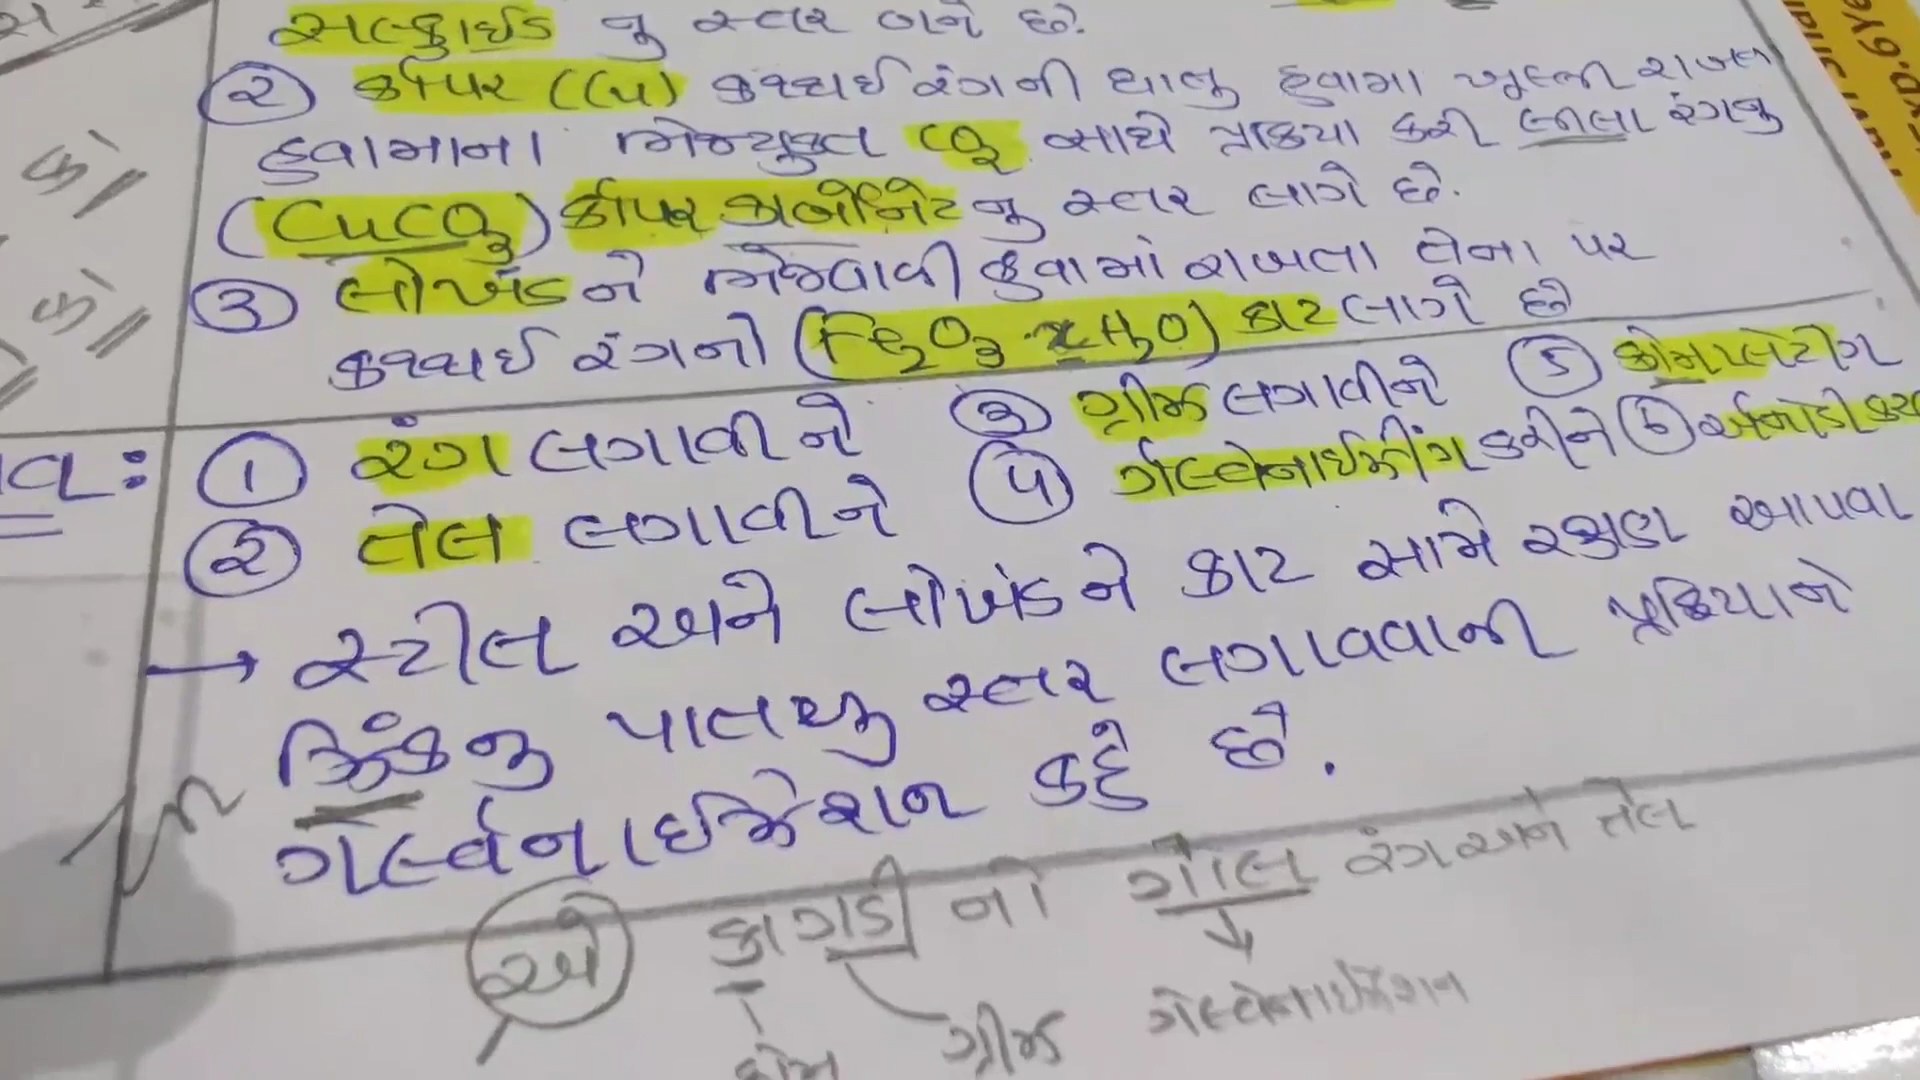 સલ્ફાઈડ નુ સ્તર બને છે.
② કોપર (Cu) કથ્થાઈ રંગની ધાતુ હવામા ખુલ્લી રાખતા
હવામાના ભેજયુક્ત CO₂ સાથે પ્રક્રિયા કરી લીલા રંગનુ
(CuCO₃) કોપર કાર્બોનેટ નુ સ્તર લાગે છે.
③ લોખંડને ભેજવાળી હવામાં રાખતા તેના પર
કથ્થાઈ રંગનો (Fe₂O₃·xH₂O) કાટ લાગે છે
વ: ① રંગ લગાવીને ③ ગ્રીઝ લગાવીને ⑤ ક્રોમ પ્લેટીંગ
② તેલ લગાવીને ④ ગેલ્વેનાઈઝીંગ કરીને ⑥ એનોડી
→ સ્ટીલ અને લોખંડને કાટ સામે રક્ષણ આપવા
ઝિંકનુ પાતળુ સ્તર લગાવવાની પ્રક્રિયાને
ગેલ્વેનાઈઝેશન કહે છે.
એ કાગડી નો ગોલ રંગ અને તેલ
ક્રોમ ગ્રીઝ ગેલ્વેનાઈઝેશન